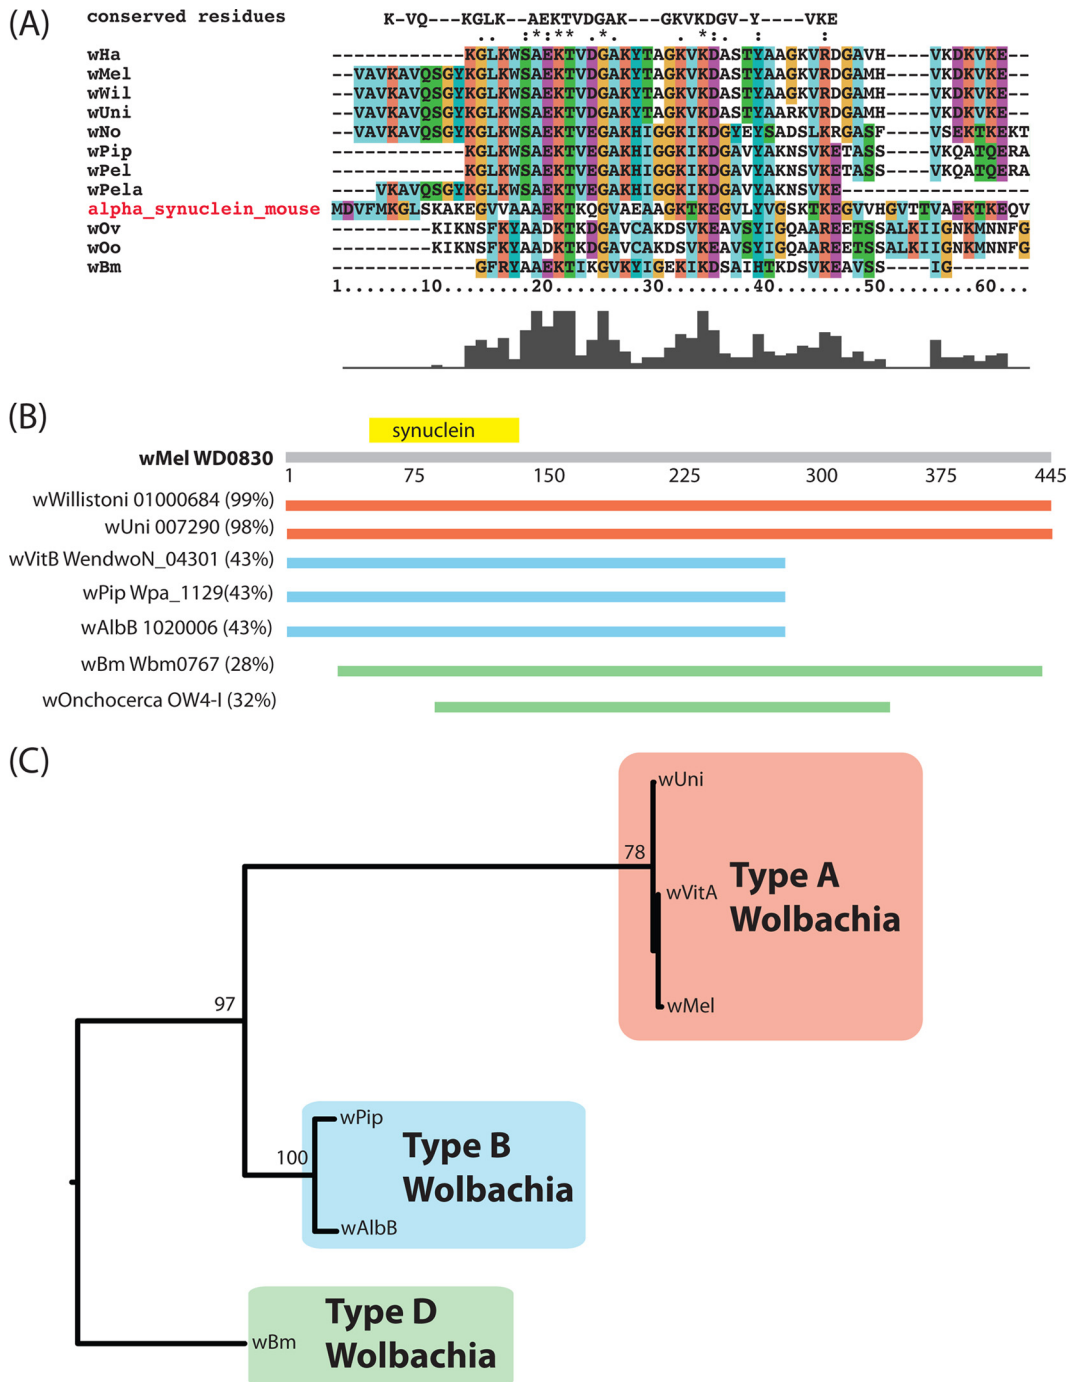 (A)
conserved residues K-VQ---KGLK--AEKTVDGAK---GKVKDGV-Y----VKE
.. :*:** .*. . *:. : :
wHa ------------KGLKWSAEKTVDGAKYTAGKVKDASTYAAGKVRDGAVH----VKDKVKE--
wMel --VAVKAVQSGYKGLKWSAEKTVDGAKYTAGKVKDASTYAAGKVRDGAMH----VKDKVKE--
wWil --VAVKAVQSGYKGLKWSAEKTVDGAKYTAGKVKDASTYAAGKVRDGAMH----VKDKVKE--
wUni --VAVKAVQSGYKGLKWSAEKTVDGAKYTAGKVKDASTYAARKVRDGAMH----VKDKVKE--
wNo --VAVKAVQSGYKGLKWSAEKTVEGAKHIGGKIKDGYEYSADSLKRGASF----VSEKTKEKT
wPip ------------KGLKWSAEKTVEGAKHIGGKIKDGAVYAKNSVKETASS----VKQATQERA
wPel ------------KGLKWSAEKTVEGAKHIGGKIKDGAVYAKNSVKETASS----VKQATQERA
wPela ----VKAVQSGYKGLKWSAEKTVEGAKHIGGKIKDGAVYAKNSVKE-----------------
alpha_synuclein_mouse MDVFMKGLSKAKEGVVAAAEKTKQGVAEAAGKTKEGVLYVGSKTKEGVVHGVTTVAEKTKEQV
wOv ---------KIKNSFKYAADKTKDGAVCAKDSVKEAVSYIGQAAREETSSALKIIGNKMNNFG
wOo ---------KIKNSFKYAADKTKDGAVCAKDSVKEAVSYIGQAAREETSSALKIIGNKMNNFG
wBm -------------GFRYAAEKTIKGVKYIGEKIKDSAIHTKDSVKEAVSS----IG-------
1........10........20........30........40........50........60...
(B)
synuclein
wMel WD0830
1 75 150 225 300 375 445
wWillistoni 01000684 (99%)
wUni 007290 (98%)
wVitB WendwoN_04301 (43%)
wPip Wpa_1129(43%)
wAlbB 1020006 (43%)
wBm Wbm0767 (28%)
wOnchocerca OW4-I (32%)
(C)
wUni
78
Type A
wVitA
Wolbachia
97
wMel
wPip
Type B
100
Wolbachia
wAlbB
Type D
wBm
Wolbachia